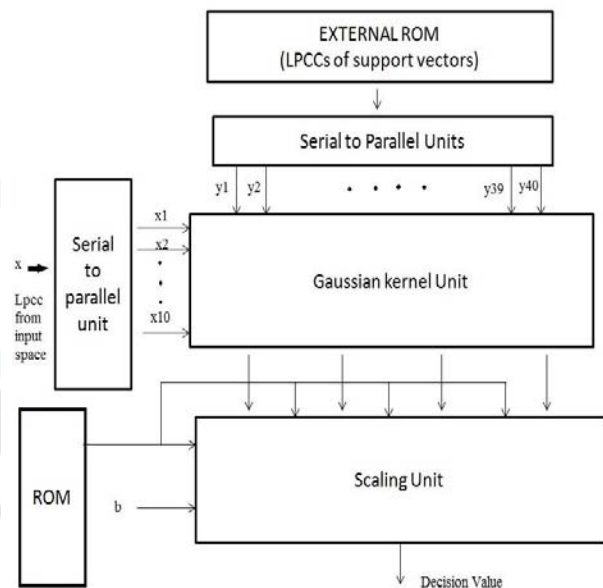 EXTERNAL ROM
(LPCCs of support vectors)
Serial to Parallel Units
y1 y2 y39 y40
x1
x2
x10
x
Lpcc
from
input
space
Serial
to
parallel
unit
Gaussian kernel Unit
ROM
b
Scaling Unit
Decision Value